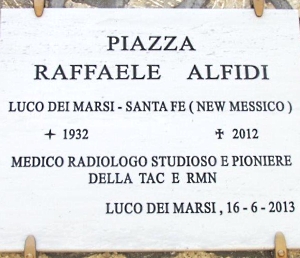 PIAZZA
RAFFAELE ALFIDI
LUCO DEI MARSI - SANTA FE ( NEW MESSICO )
+ 1932 ✝ 2012
MEDICO RADIOLOGO STUDIOSO E PIONIERE
DELLA TAC E RMN
LUCO DEI MARSI , 16 - 6 - 2013